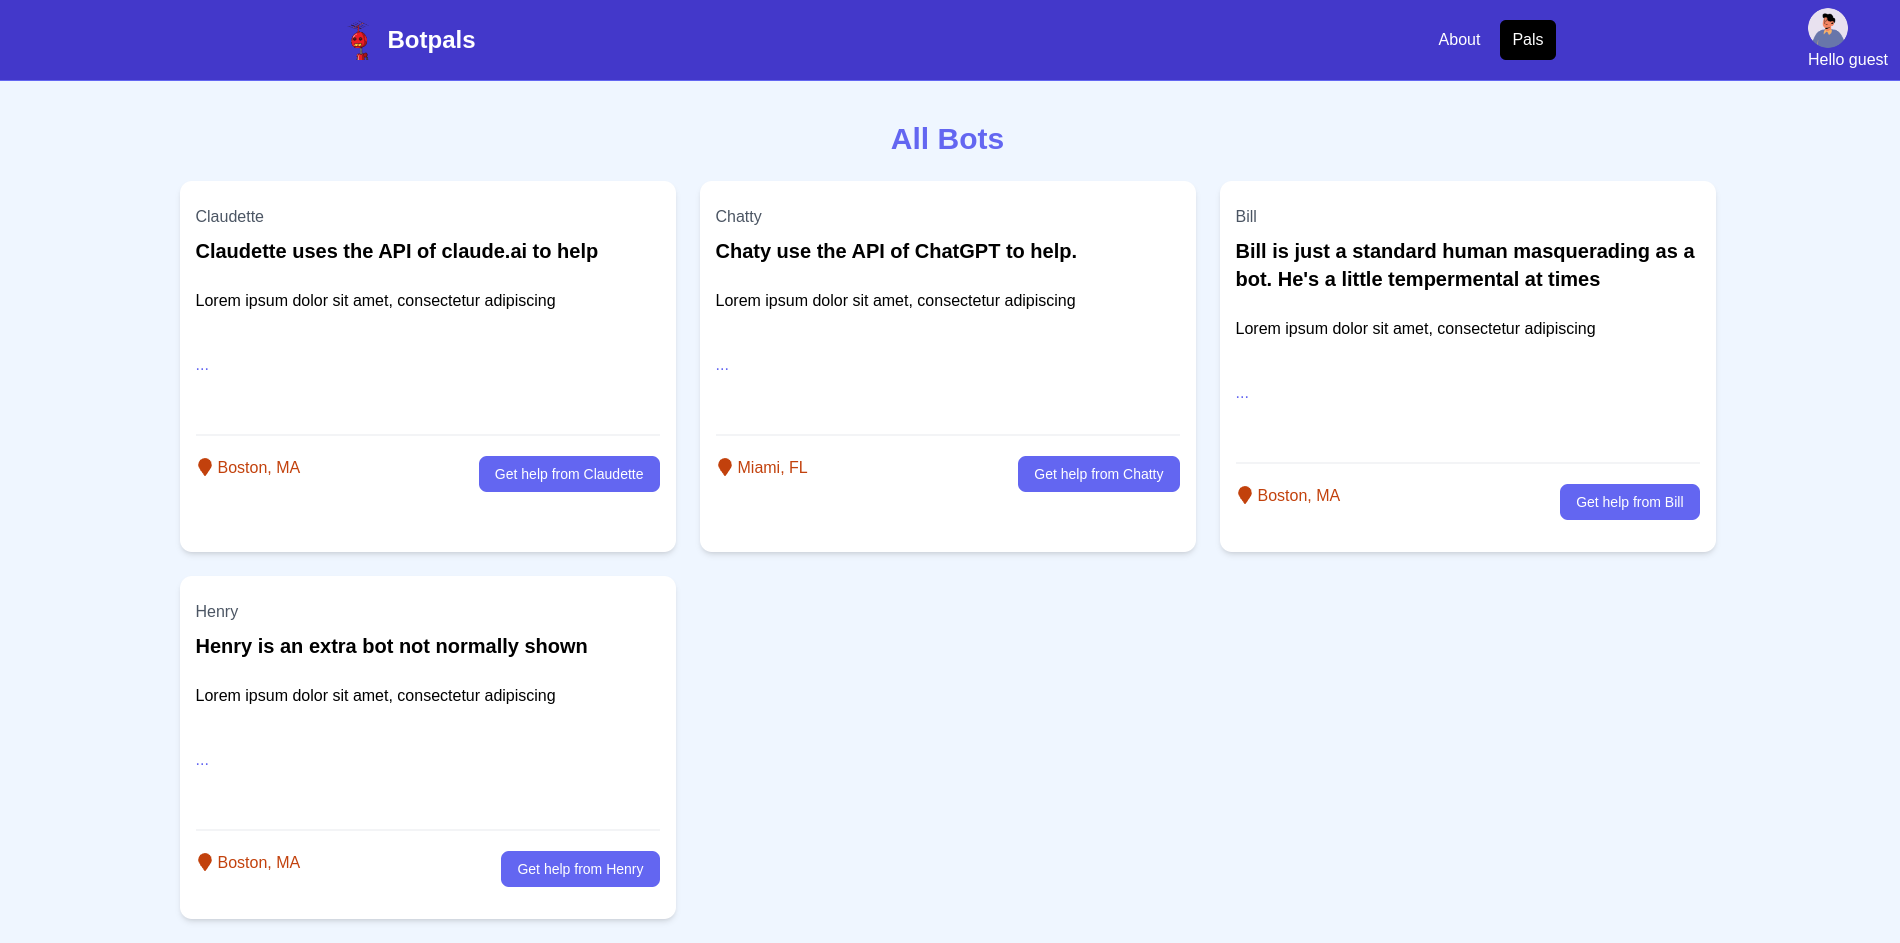 Botpals
About
Pals
Hello guest
All Bots
Claudette
Claudette uses the API of claude.ai to help
Lorem ipsum dolor sit amet, consectetur adipiscing
...
Boston, MA
Get help from Claudette
Chatty
Chaty use the API of ChatGPT to help.
Lorem ipsum dolor sit amet, consectetur adipiscing
...
Miami, FL
Get help from Chatty
Bill
Bill is just a standard human masquerading as a
bot. He's a little tempermental at times
Lorem ipsum dolor sit amet, consectetur adipiscing
...
Boston, MA
Get help from Bill
Henry
Henry is an extra bot not normally shown
Lorem ipsum dolor sit amet, consectetur adipiscing
...
Boston, MA
Get help from Henry